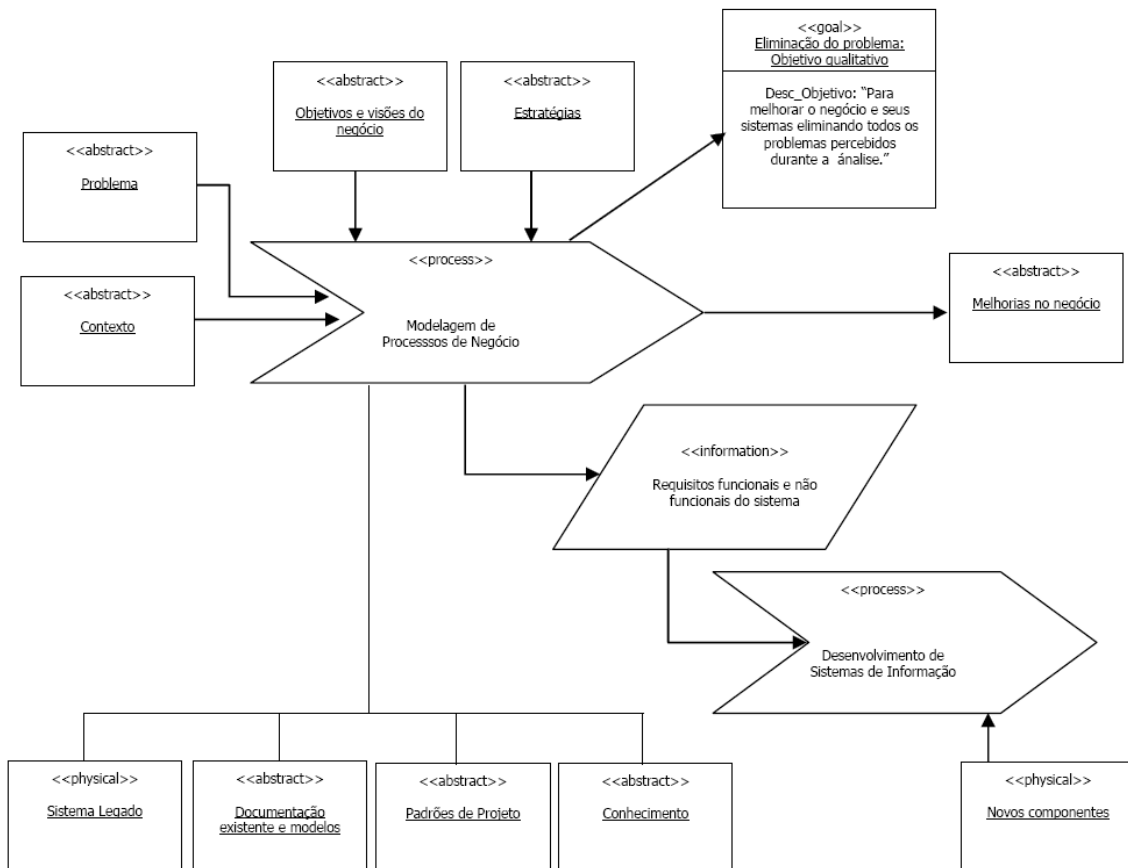 <<goal>>
Eliminação do problema:
Objetivo qualitativo
Desc_Objetivo: “Para
melhorar o negócio e seus
sistemas eliminando todos os
problemas percebidos
durante a ánalise.”
<<abstract>>
Objetivos e visões do
negócio
<<abstract>>
Estratégias
<<abstract>>
Problema
<<abstract>>
Contexto
<<process>>
Modelagem de
Processsos de Negócio
<<abstract>>
Melhorias no negócio
<<information>>
Requisitos funcionais e não
funcionais do sistema
<<process>>
Desenvolvimento de
Sistemas de Informação
<<physical>>
Sistema Legado
<<abstract>>
Documentação
existente e modelos
<<abstract>>
Padrões de Projeto
<<abstract>>
Conhecimento
<<physical>>
Novos componentes